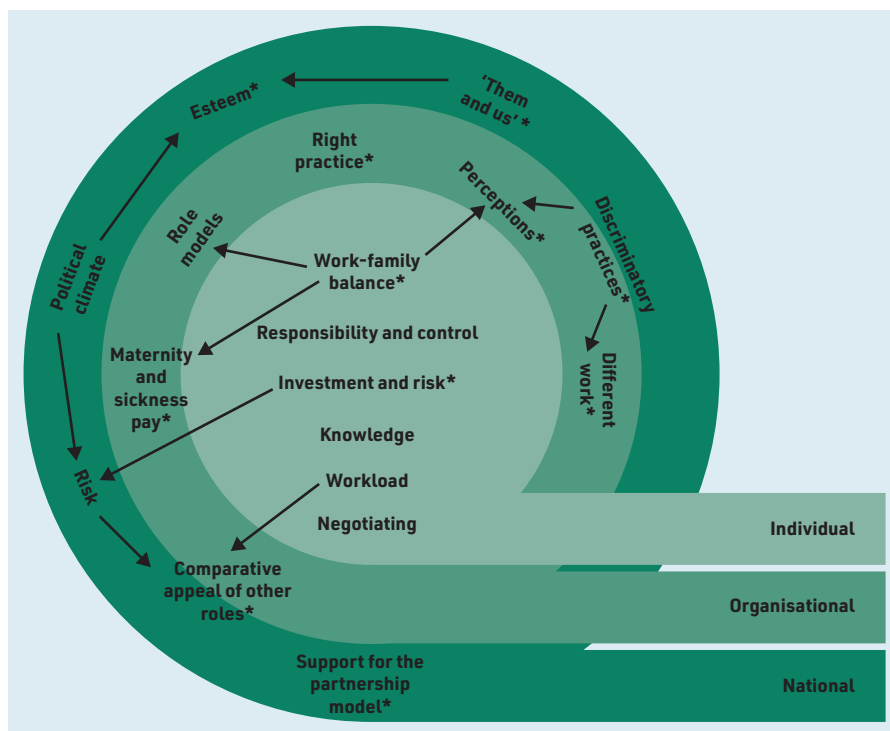 'Them
and us'*
Esteem*
Right
practice*
Perceptions*
Role
models
Discriminatory
practices*
Political
climate
Work-family
balance*
Responsibility and control
Maternity
and
sickness
pay*
Investment and risk*
Different
work*
Knowledge
Risk
Workload
Negotiating
Individual
Comparative
appeal of other
roles*
Organisational
Support for the
partnership
model*
National